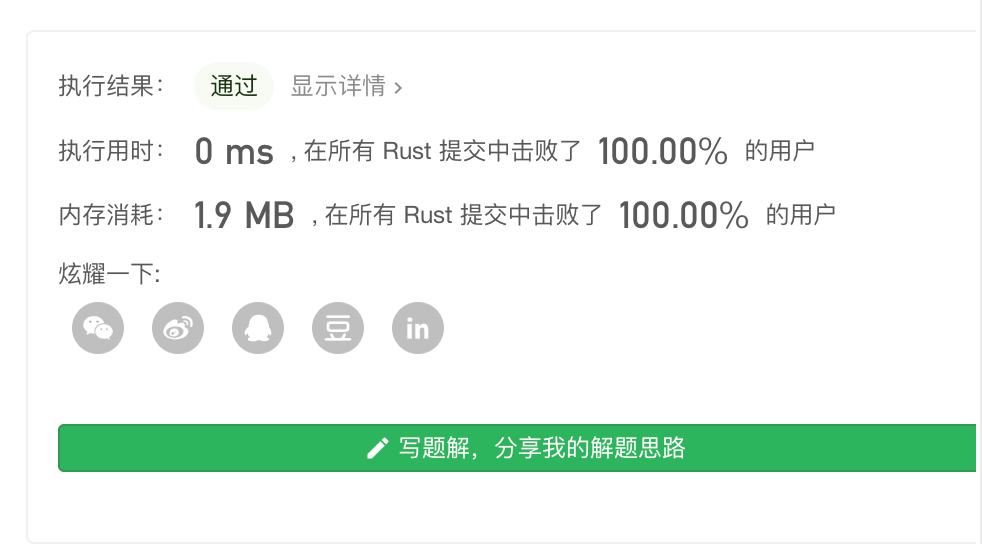 执行结果： 通过 显示详情 ›
执行用时： 0 ms , 在所有 Rust 提交中击败了 100.00% 的用户
内存消耗： 1.9 MB , 在所有 Rust 提交中击败了 100.00% 的用户
炫耀一下:
豆 in
写题解，分享我的解题思路